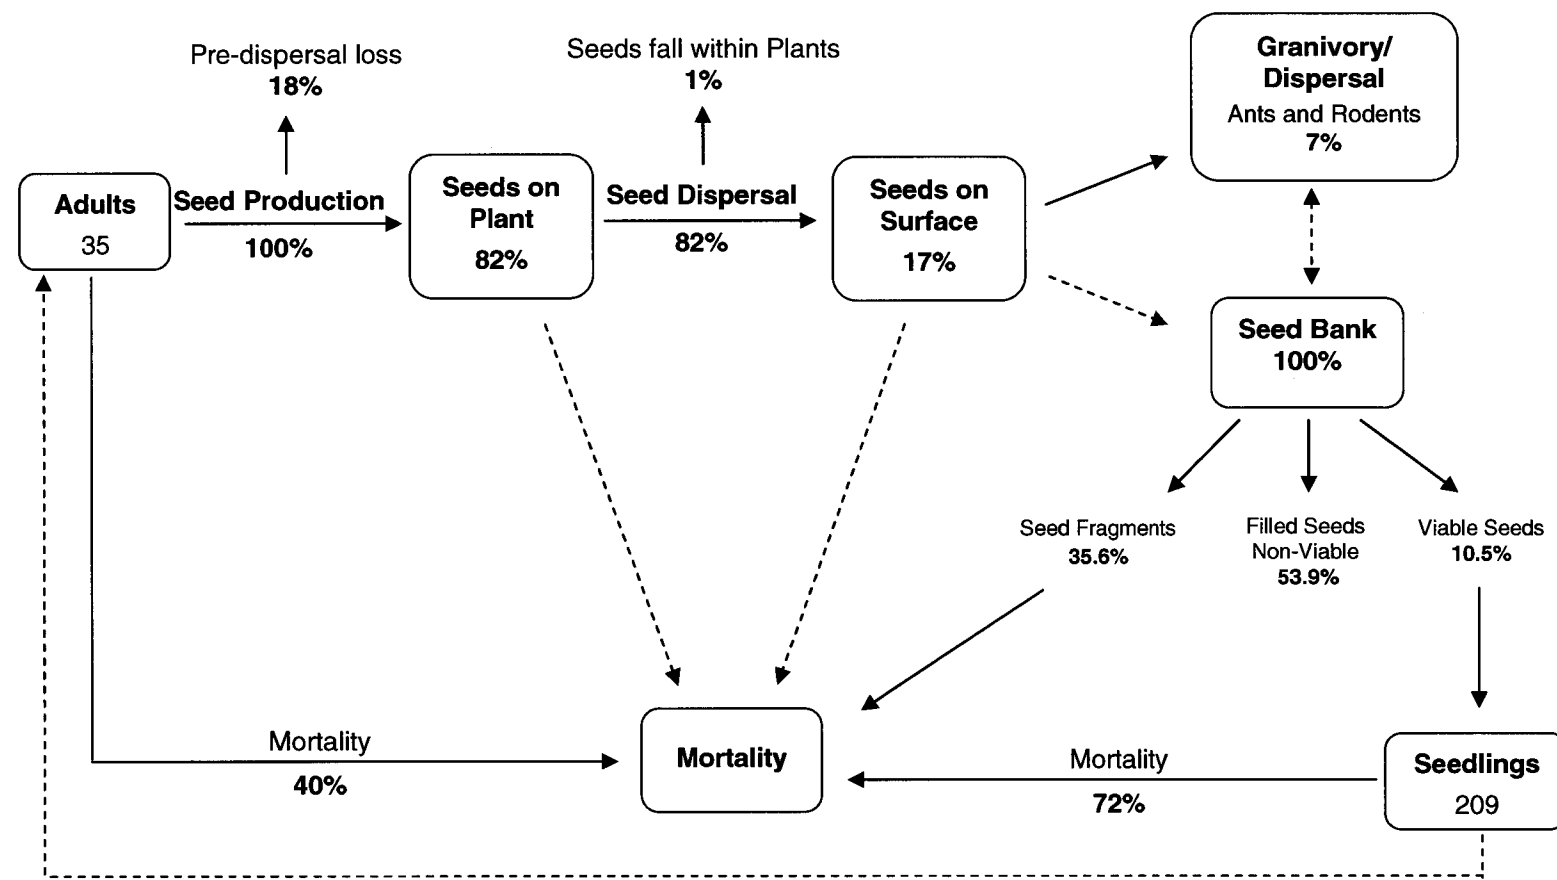 Pre-dispersal loss
18%
Seeds fall within Plants
1%
Granivory/
Dispersal
Ants and Rodents
7%
Adults
35
Seed Production
100%
Seeds on
Plant
82%
Seed Dispersal
82%
Seeds on
Surface
17%
Seed Bank
100%
Seed Fragments
35.6%
Filled Seeds
Non-Viable
53.9%
Viable Seeds
10.5%
Mortality
40%
Mortality
Mortality
72%
Seedlings
209